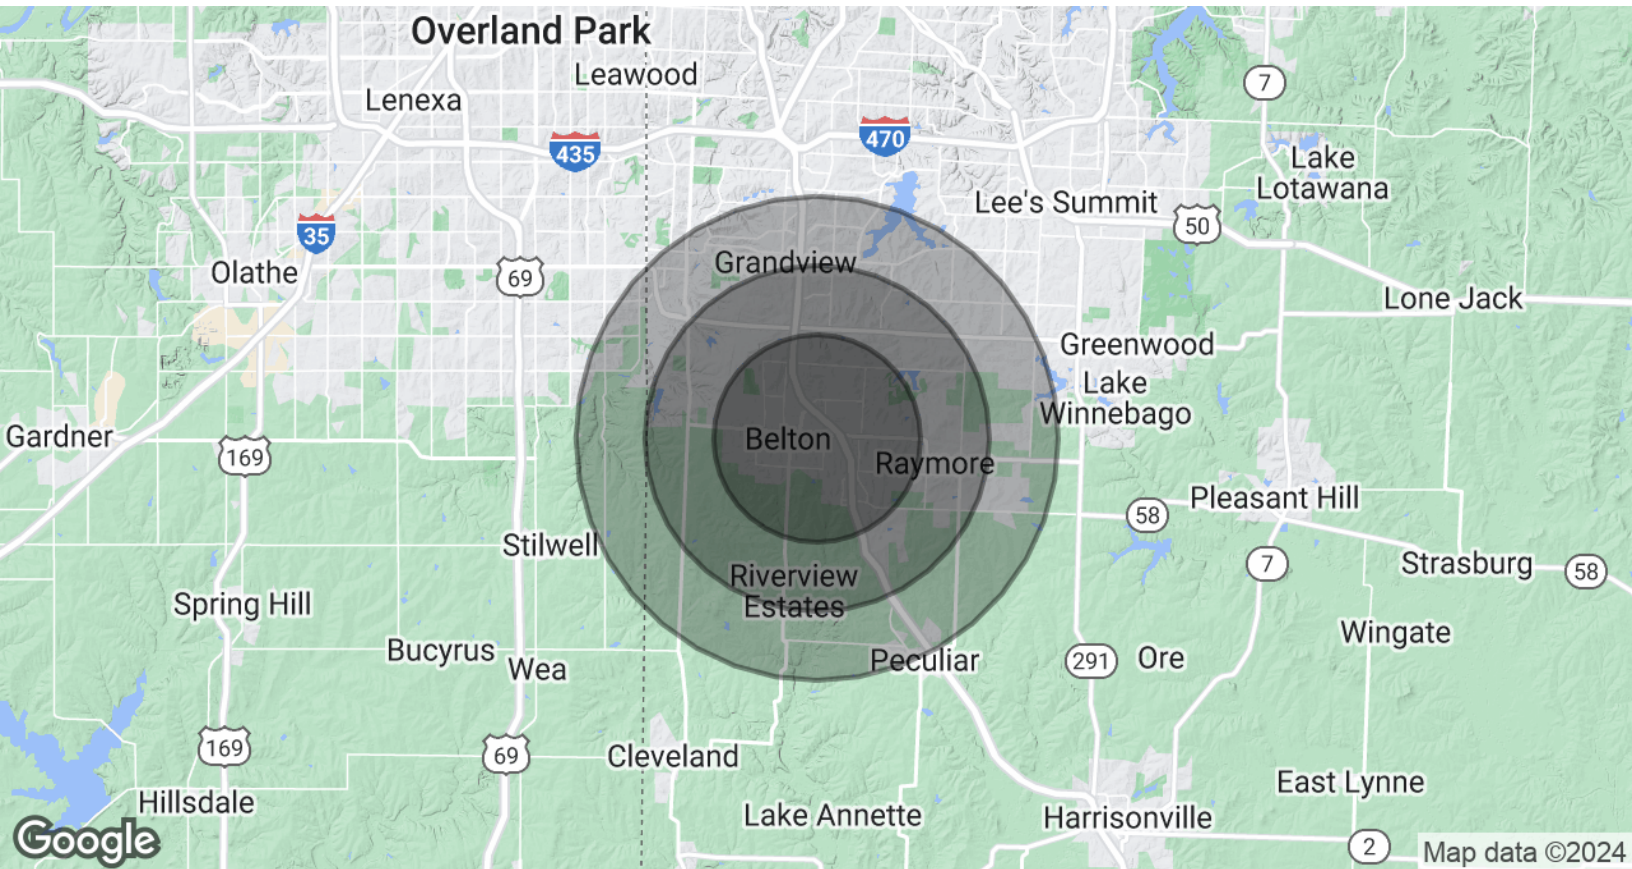 Overland Park
Leawood
Lenexa
7
435
470
Lake
Lotawana
Lee's Summit
50
35
Olathe
69
Grandview
Lone Jack
Greenwood
Lake
Winnebago
Gardner
169
Belton
Raymore
Pleasant Hill
58
Stilwell
7
Strasburg
58
Riverview
Estates
Spring Hill
Wingate
Bucyrus
Wea
Peculiar
291
Ore
169
69
Cleveland
East Lynne
Hillsdale
Lake Annette
Harrisonville
Google
2
Map data ©2024